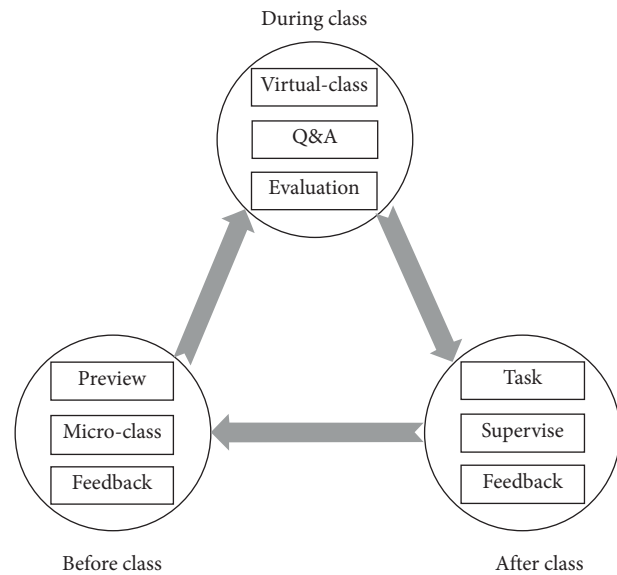 During class
Virtual-class
Q&A
Evaluation
Preview
Micro-class
Feedback
Before class
Task
Supervise
Feedback
After class